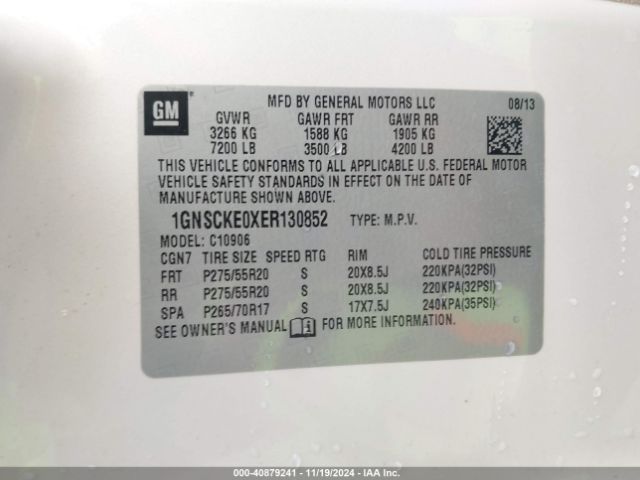 GM
®
MFD BY GENERAL MOTORS LLC 08/13
GVWR GAWR FRT GAWR RR
3266 KG 1588 KG 1905 KG
7200 LB 3500 LB 4200 LB
THIS VEHICLE CONFORMS TO ALL APPLICABLE U.S. FEDERAL MOTOR
VEHICLE SAFETY STANDARDS IN EFFECT ON THE DATE OF
MANUFACTURE SHOWN ABOVE.
1GNSCKE0XER130852 TYPE: M.P.V.
MODEL: C10906
CGN7 TIRE SIZE SPEED RTG RIM COLD TIRE PRESSURE
FRT P275/55R20 S 20X8.5J 220KPA(32PSI)
RR P275/55R20 S 20X8.5J 220KPA(32PSI)
SPA P265/70R17 S 17X7.5J 240KPA(35PSI)
SEE OWNER'S MANUAL FOR MORE INFORMATION.
000-40879241 - 11/19/2024 - IAA Inc.